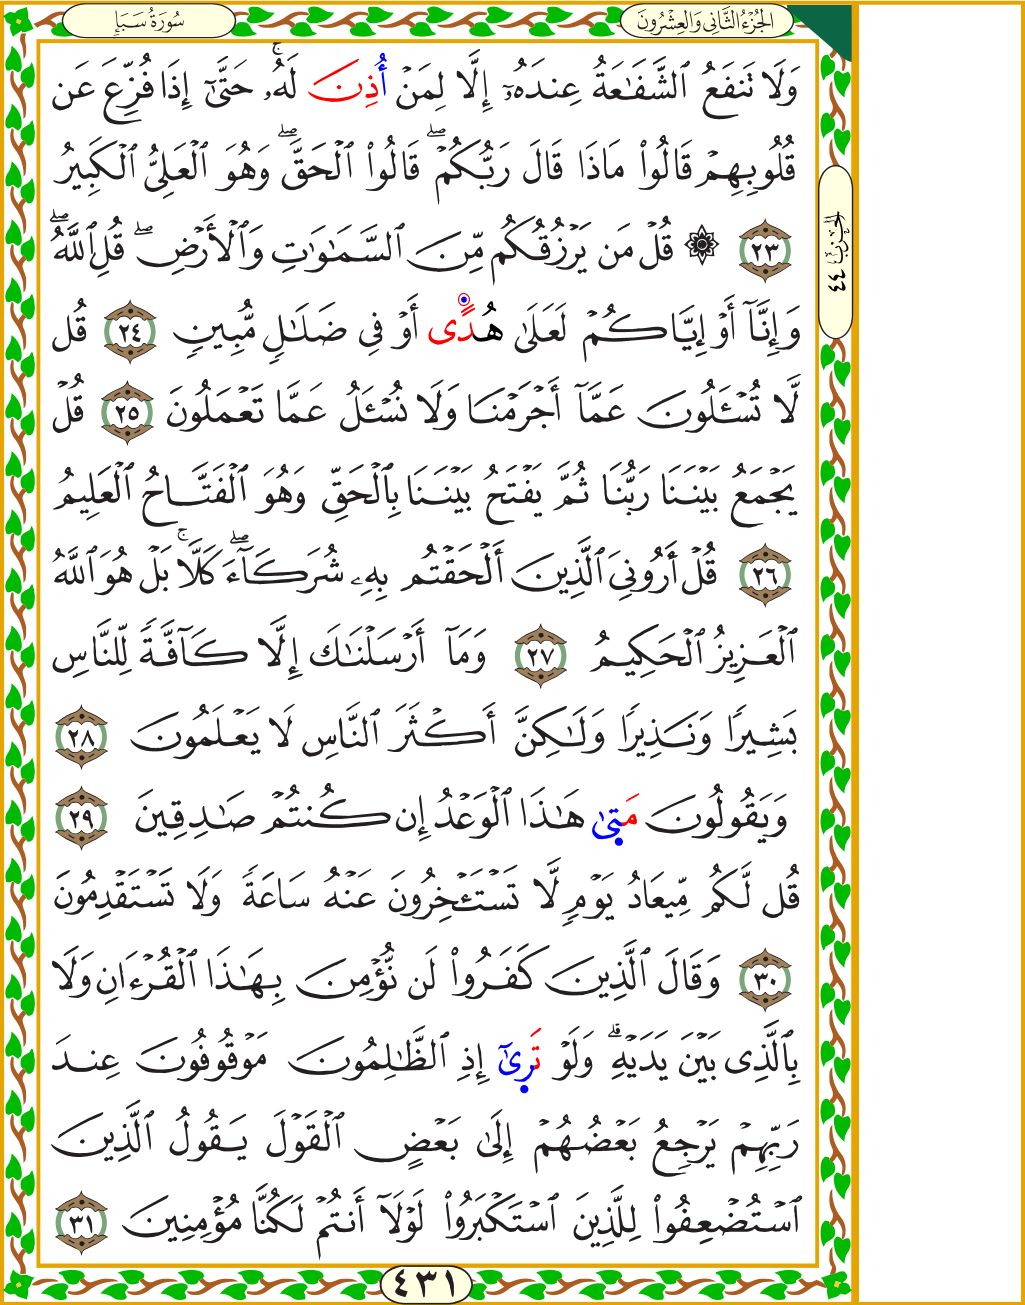 الجُزْءُ الثَّانِي وَالعِشْرُونَ
سُورَةُ سَبَإٍ
وَلَا تَنفَعُ ٱلشَّفَٰعَةُ عِندَهُۥٓ إِلَّا لِمَنۡ أُذِنَ لَهُۥۚ حَتَّىٰٓ إِذَا فُزِّعَ عَن
قُلُوبِهِمۡ قَالُواْ مَاذَا قَالَ رَبُّكُمۡۖ قَالُواْ ٱلۡحَقَّۖ وَهُوَ ٱلۡعَلِيُّ ٱلۡكَبِيرُ
٢٣ ۞ قُلۡ مَن يَرۡزُقُكُم مِّنَ ٱلسَّمَٰوَٰتِ وَٱلۡأَرۡضِۖ قُلِ ٱللَّهُۖ
وَإِنَّآ أَوۡ إِيَّاكُمۡ لَعَلَىٰ هُدًى أَوۡ فِي ضَلَٰلٖ مُّبِينٖ ٢٤ قُل
لَّا تُسۡـَٔلُونَ عَمَّآ أَجۡرَمۡنَا وَلَا نُسۡـَٔلُ عَمَّا تَعۡمَلُونَ ٢٥ قُلۡ
يَجۡمَعُ بَيۡنَنَا رَبُّنَا ثُمَّ يَفۡتَحُ بَيۡنَنَا بِٱلۡحَقِّ وَهُوَ ٱلۡفَتَّاحُ ٱلۡعَلِيمُ
٢٦ قُلۡ أَرُونِيَ ٱلَّذِينَ أَلۡحَقۡتُم بِهِۦ شُرَكَآءَۖ كَلَّاۚ بَلۡ هُوَ ٱللَّهُ
ٱلۡعَزِيزُ ٱلۡحَكِيمُ ٢٧ وَمَآ أَرۡسَلۡنَٰكَ إِلَّا كَآفَّةٗ لِّلنَّاسِ
بَشِيرٗا وَنَذِيرٗا وَلَٰكِنَّ أَكۡثَرَ ٱلنَّاسِ لَا يَعۡلَمُونَ ٢٨
وَيَقُولُونَ مَتىٰ هَٰذَا ٱلۡوَعۡدُ إِن كُنتُمۡ صَٰدِقِينَ ٢٩
قُل لَّكُم مِّيعَادُ يَوۡمٖ لَّا تَسۡتَـٔۡخِرُونَ عَنۡهُ سَاعَةٗ وَلَا تَسۡتَقۡدِمُونَ
٣٠ وَقَالَ ٱلَّذِينَ كَفَرُواْ لَن نُّؤۡمِنَ بِهَٰذَا ٱلۡقُرۡءَانِ وَلَا
بِٱلَّذِي بَيۡنَ يَدَيۡهِۗ وَلَوۡ تَرىٰٓ إِذِ ٱلظَّٰلِمُونَ مَوۡقُوفُونَ عِندَ
رَبِّهِمۡ يَرۡجِعُ بَعۡضُهُمۡ إِلَىٰ بَعۡضٍ ٱلۡقَوۡلَ يَقُولُ ٱلَّذِينَ
ٱسۡتُضۡعِفُواْ لِلَّذِينَ ٱسۡتَكۡبَرُواْ لَوۡلَآ أَنتُمۡ لَكُنَّا مُؤۡمِنِينَ ٣١
الحِزْبُ ٤٤
٤٣١